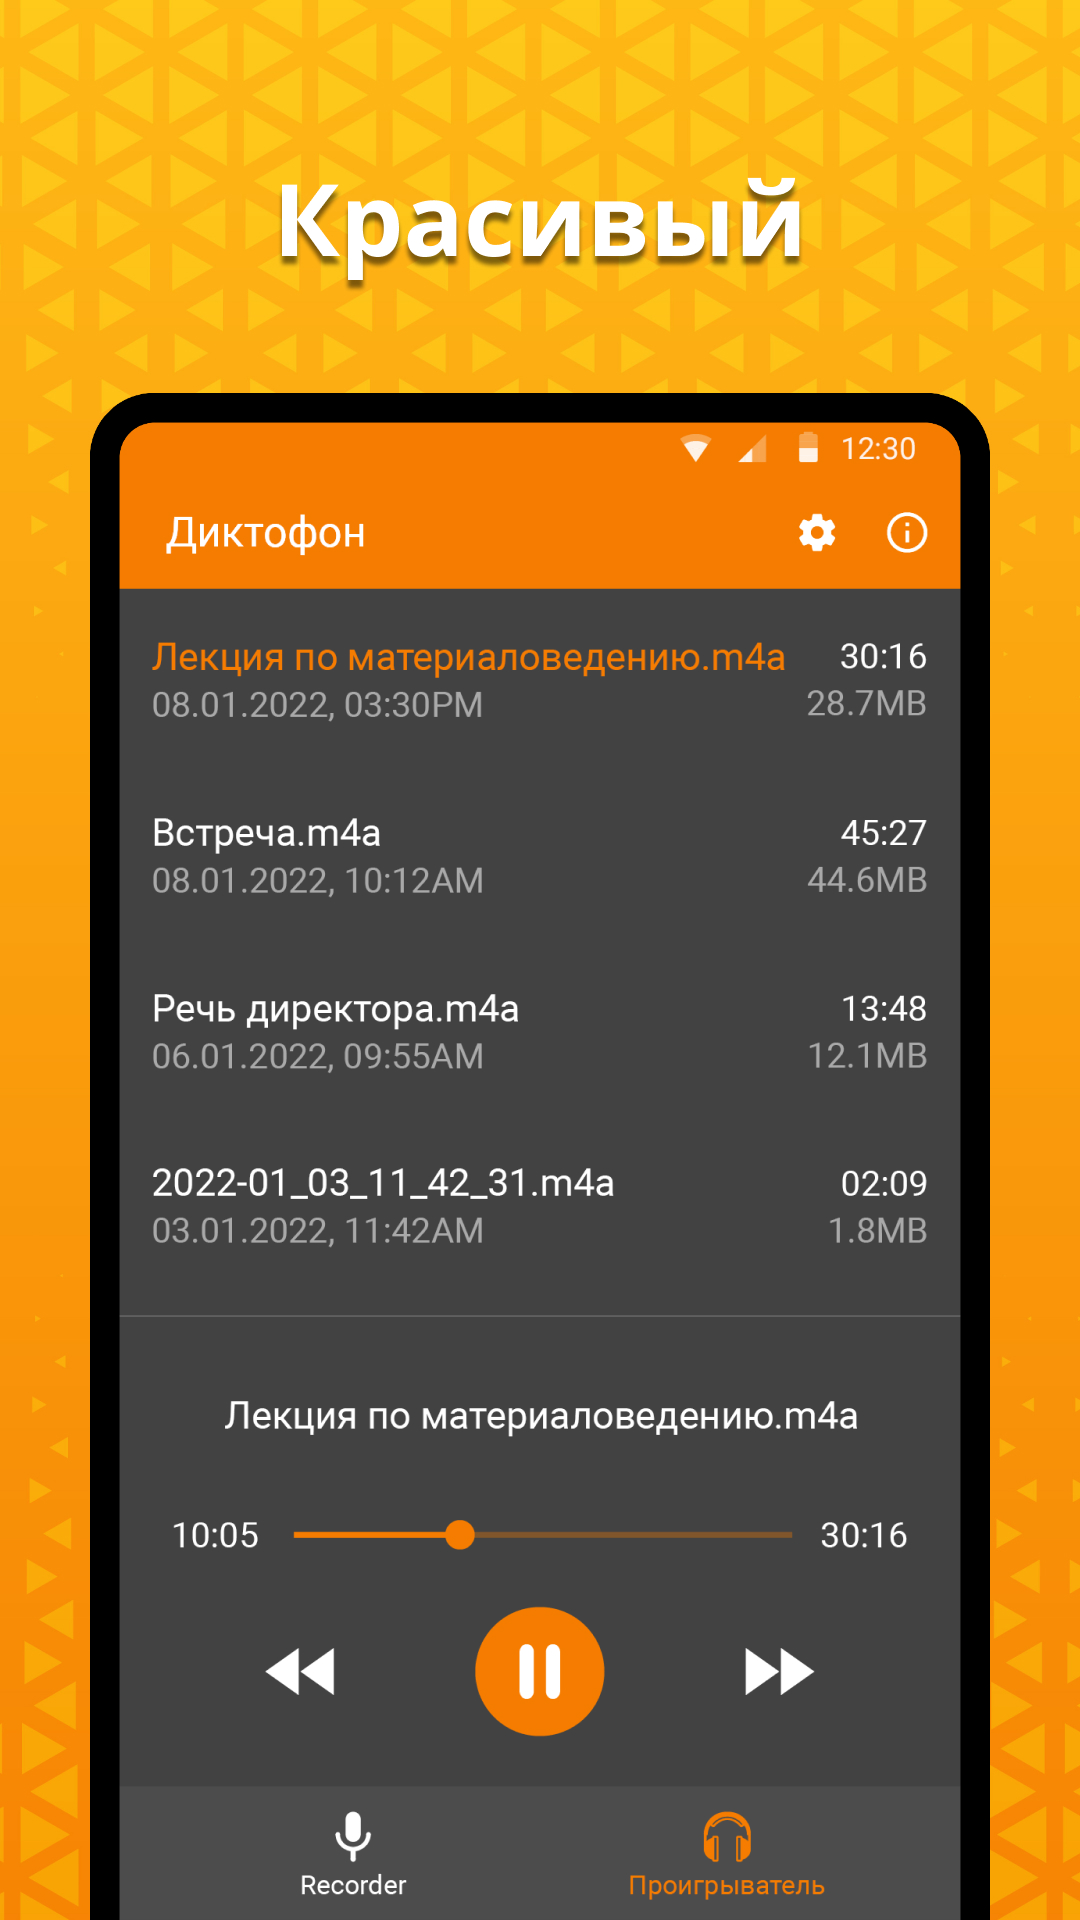 Красивый
12:30
Диктофон
Лекция по материаловедению.m4a 30:16
08.01.2022, 03:30PM 28.7MB
Встреча.m4a 45:27
08.01.2022, 10:12AM 44.6MB
Речь директора.m4a 13:48
06.01.2022, 09:55AM 12.1MB
2022-01_03_11_42_31.m4a 02:09
03.01.2022, 11:42AM 1.8MB
Лекция по материаловедению.m4a
10:05 30:16
Recorder Проигрыватель